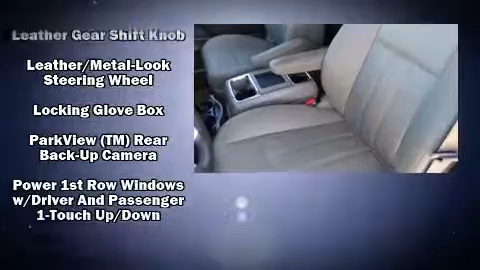 Leather Gear Shift Knob
Leather/Metal-Look
Steering Wheel
Locking Glove Box
ParkView (TM) Rear
Back-Up Camera
Power 1st Row Windows
w/Driver And Passenger
1-Touch Up/Down